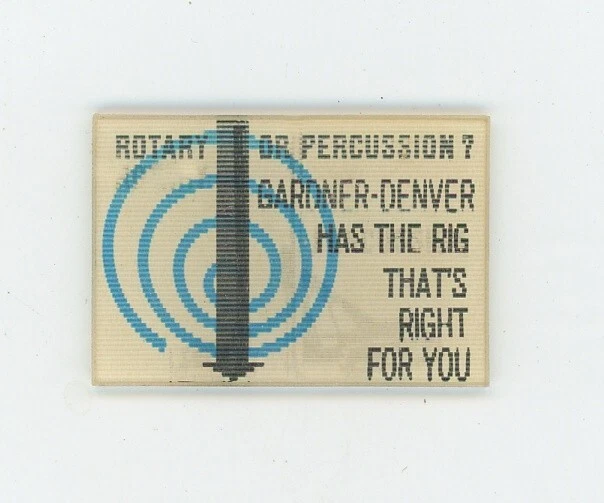 ROTARY OR PERCUSSION?
GARDNER-DENVER
HAS THE RIG
THAT'S
RIGHT
FOR YOU